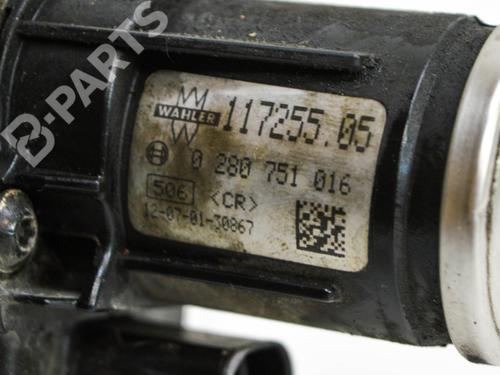 B-PARTS
WAHLER 117255.05
0 280 751 016
506 <CR>
12-07-01-30867